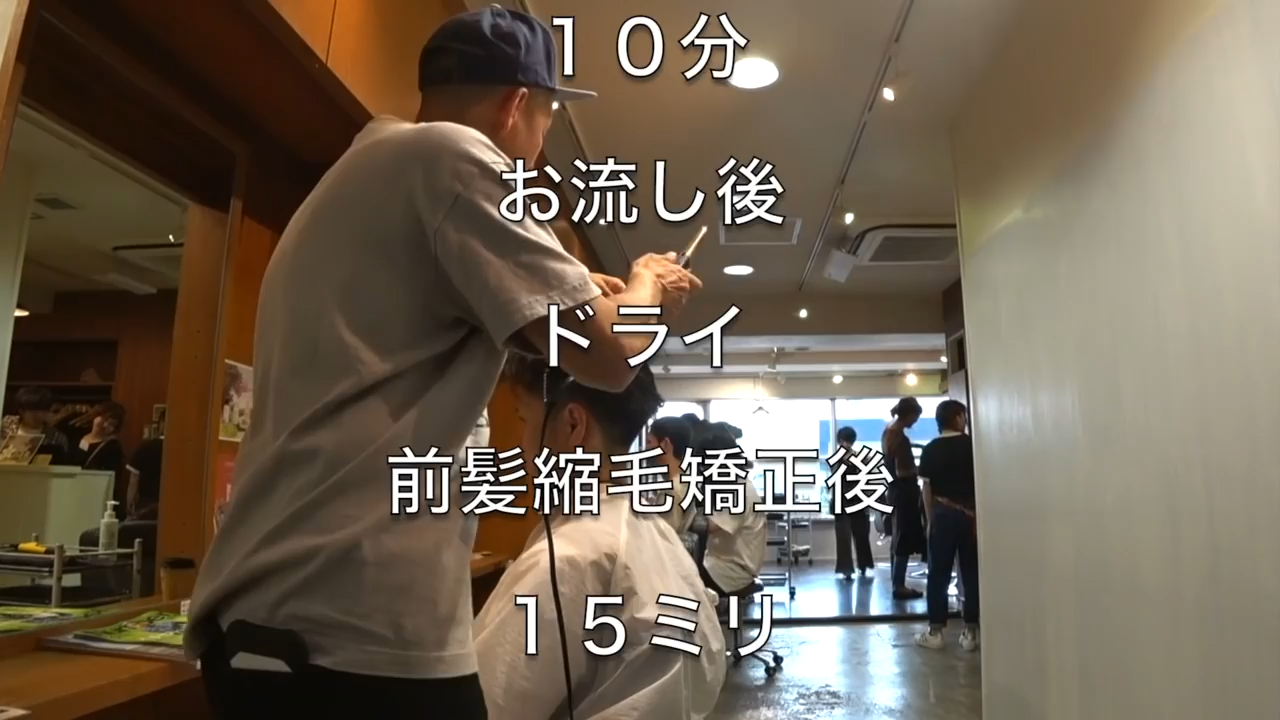 １０分
お流し後
ドライ
前髪縮毛矯正後
１５ミリ